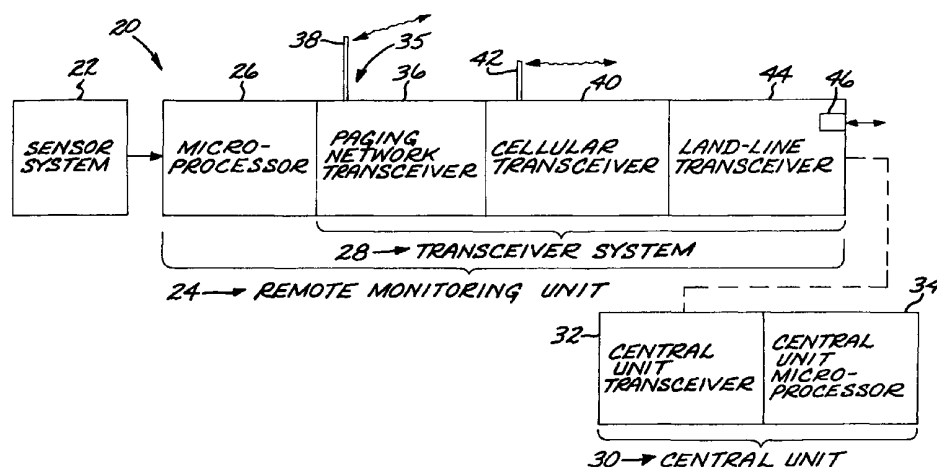 20
22
26
38
35
36
42
40
44
46
SENSOR
SYSTEM
MICRO-
PROCESSOR
PAGING
NETWORK
TRANSCEIVER
CELLULAR
TRANSCEIVER
LAND-LINE
TRANSCEIVER
28 → TRANSCEIVER SYSTEM
24 → REMOTE MONITORING UNIT
32
34
CENTRAL
UNIT
TRANSCEIVER
CENTRAL
UNIT
MICRO-
PROCESSOR
30 → CENTRAL UNIT